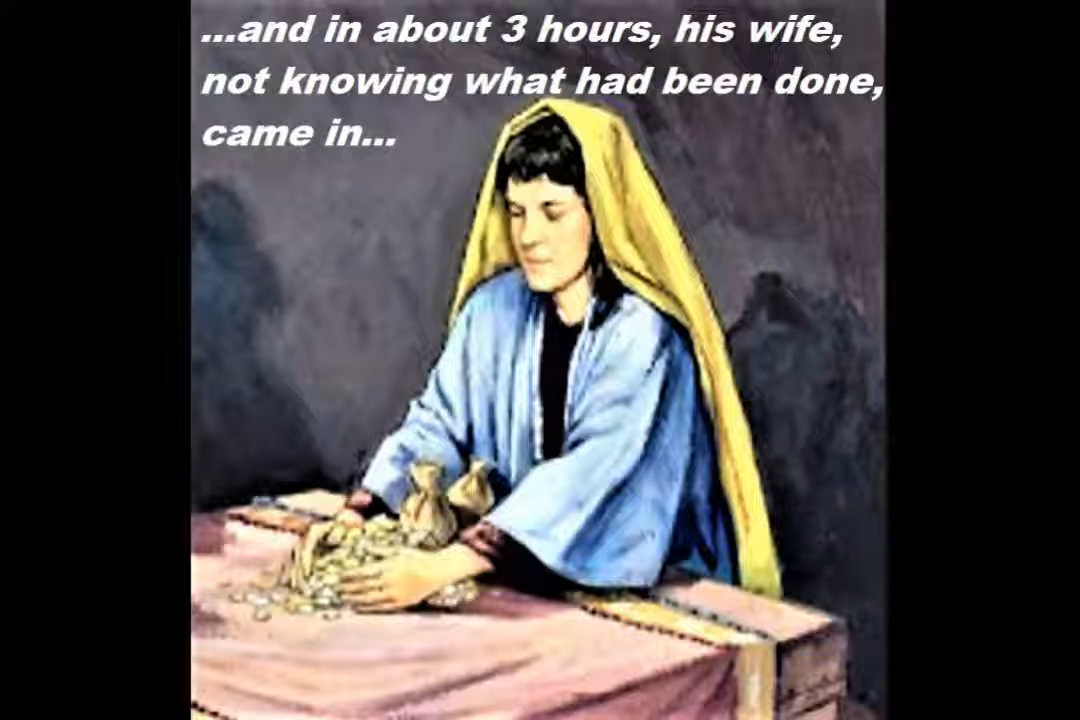 ...and in about 3 hours, his wife,
not knowing what had been done,
came in...